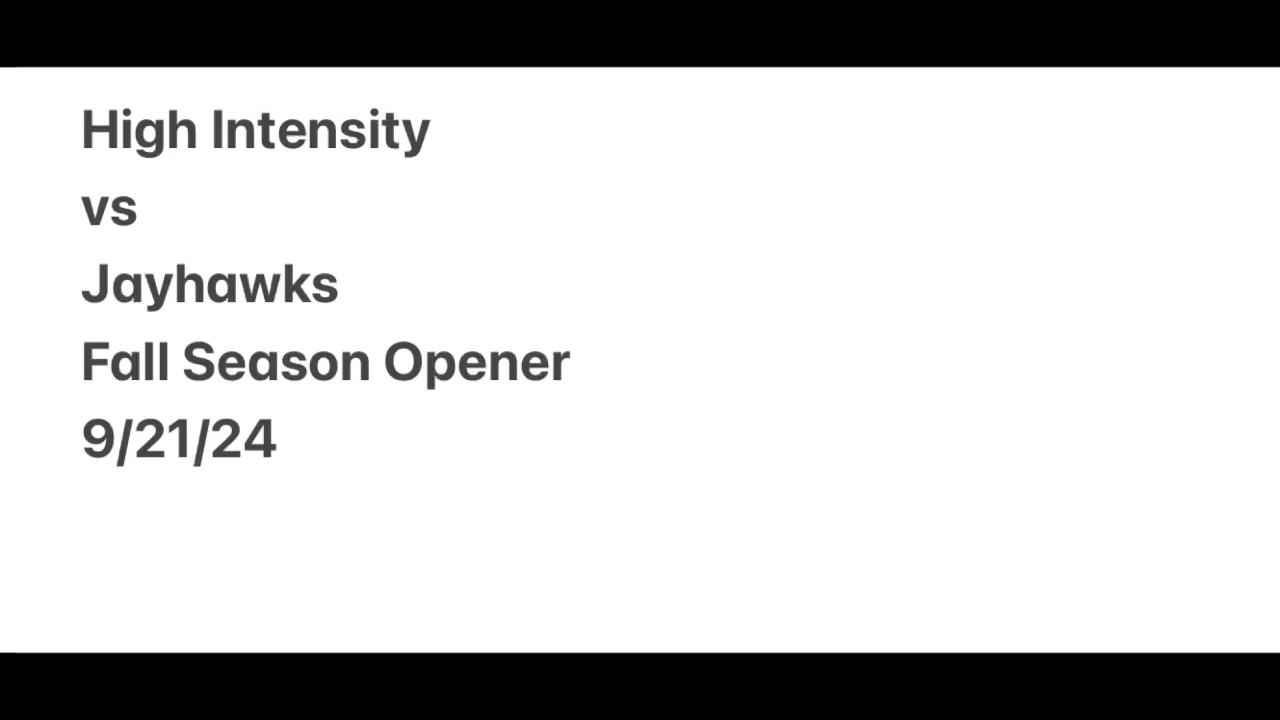 High Intensity
vs
Jayhawks
Fall Season Opener
9/21/24